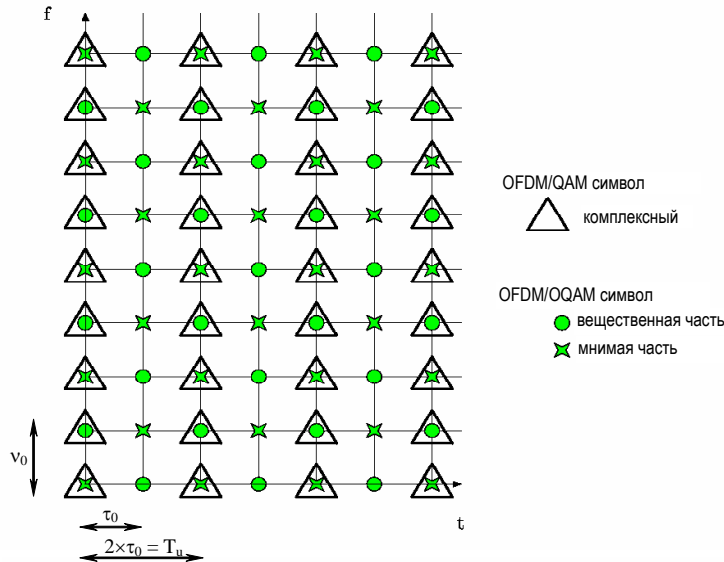 f
OFDM/QAM символ
комплексный
OFDM/OQAM символ
вещественная часть
мнимая часть
ν₀
τ₀
t
2×τ₀ = Tᵤ